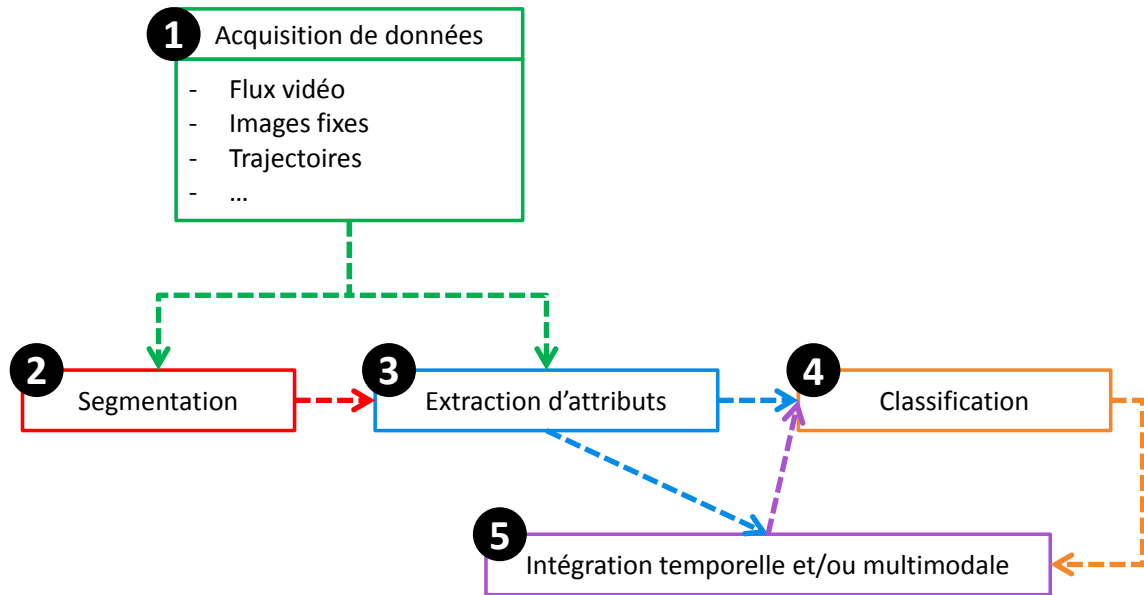 1 Acquisition de données
- Flux vidéo
- Images fixes
- Trajectoires
- ...
2 Segmentation
3 Extraction d'attributs
4 Classification
5 Intégration temporelle et/ou multimodale